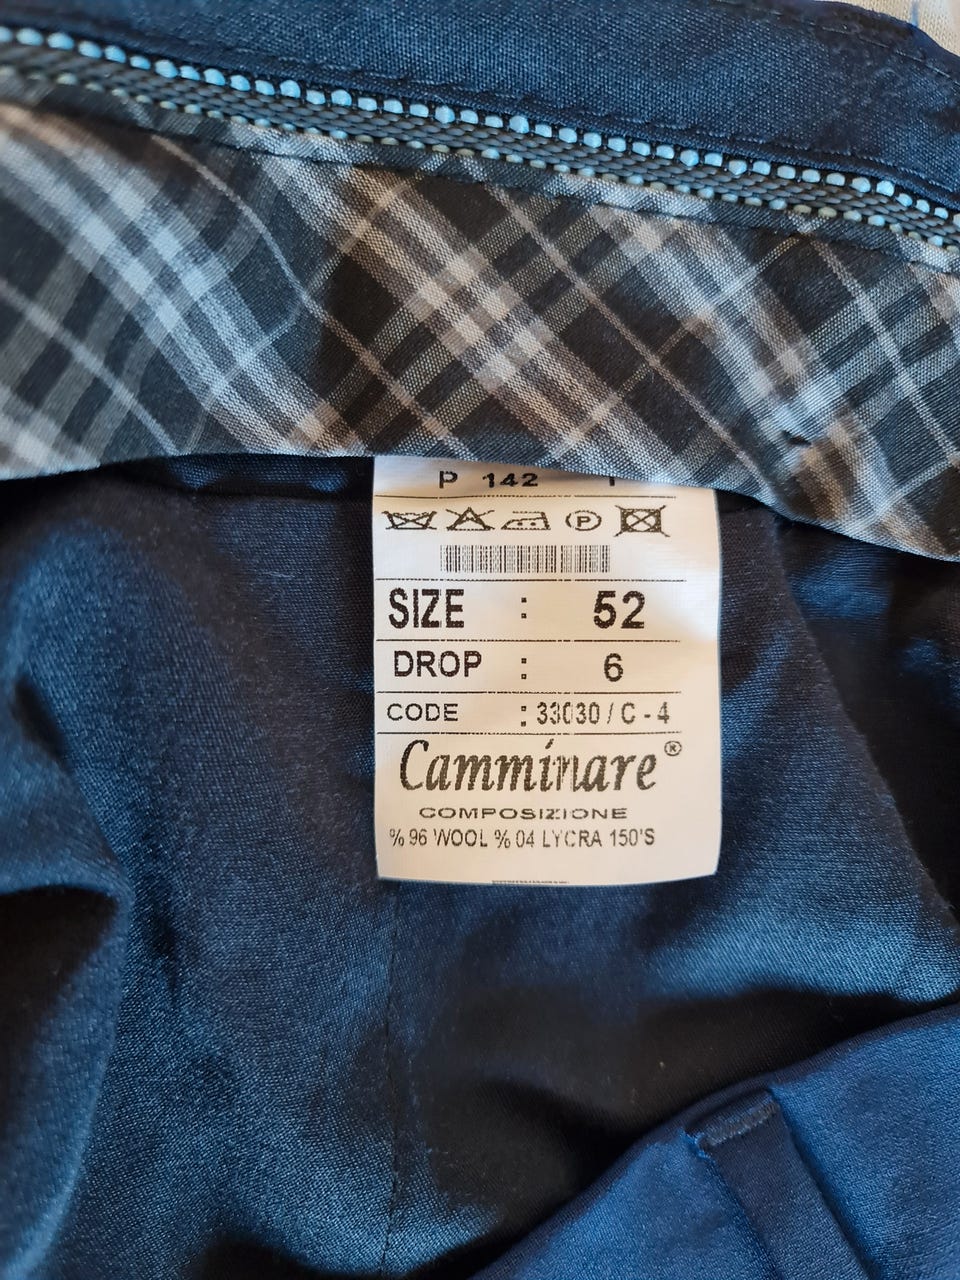 P 142
SIZE : 52
DROP : 6
CODE : 33030 / C - 4
Camminare®
COMPOSIZIONE
% 96 WOOL % 04 LYCRA 150'S